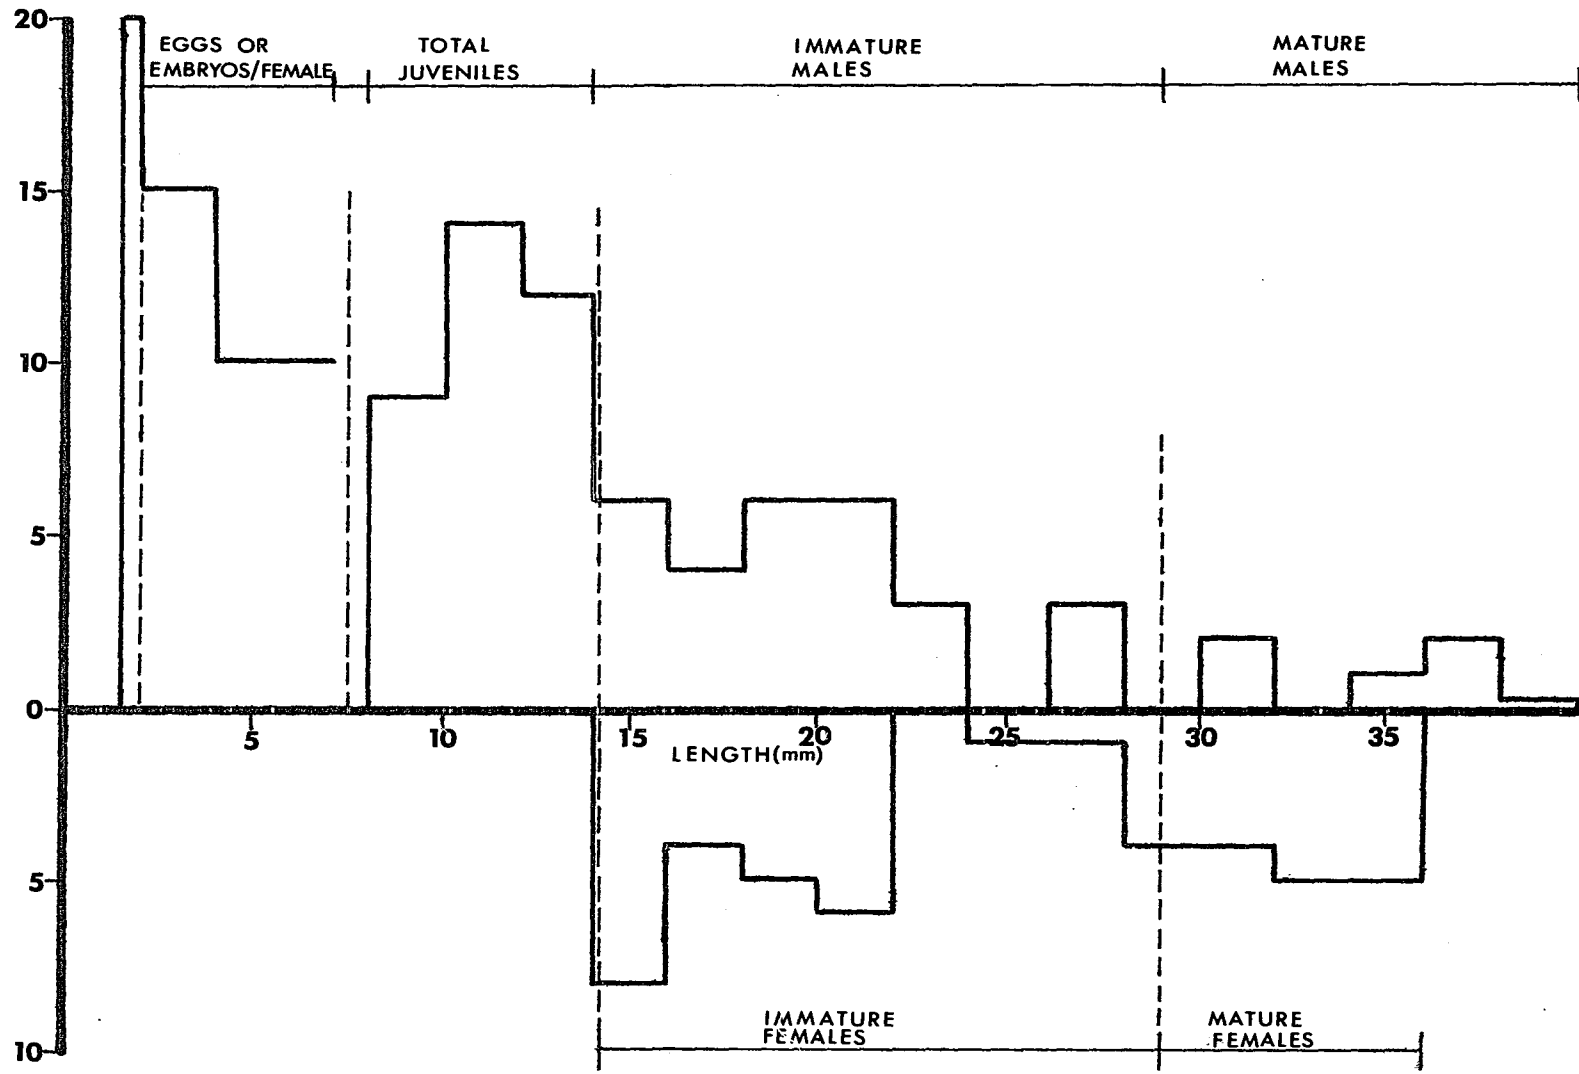 20
EGGS OR
EMBRYOS/FEMALE
TOTAL
JUVENILES
IMMATURE
MALES
MATURE
MALES
15
10
5
0
5 10 15 20 25 30 35
LENGTH(mm)
5
10
IMMATURE
FEMALES
MATURE
FEMALES